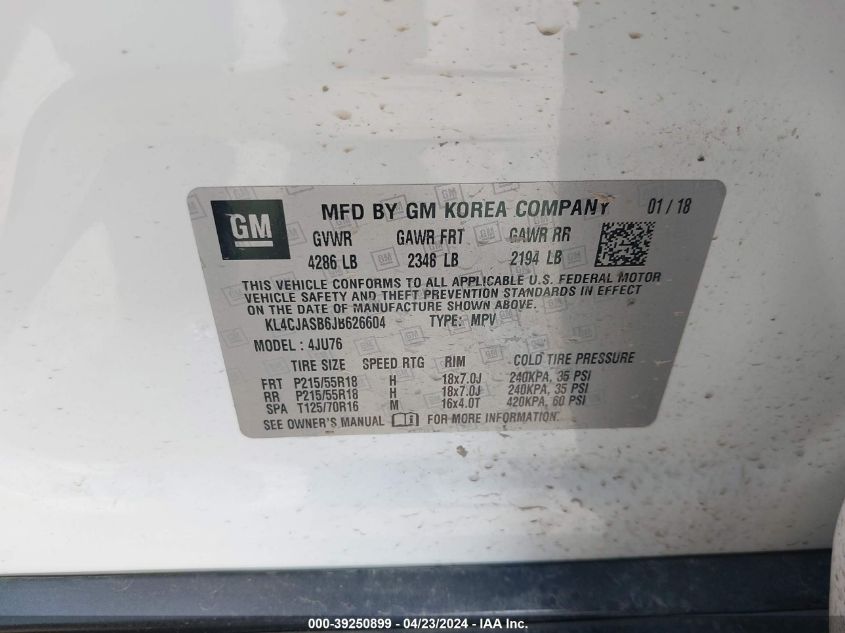 GM MFD BY GM KOREA COMPANY 01 / 18
GVWR GAWR FRT GAWR RR
4286 LB 2348 LB 2194 LB
THIS VEHICLE CONFORMS TO ALL APPLICABLE U.S. FEDERAL MOTOR
VEHICLE SAFETY AND THEFT PREVENTION STANDARDS IN EFFECT
ON THE DATE OF MANUFACTURE SHOWN ABOVE.
KL4CJASB6JB626604 TYPE: MPV
MODEL : 4JU76
TIRE SIZE SPEED RTG RIM COLD TIRE PRESSURE
FRT P215/55R18 H 18x7.0J 240KPA, 35 PSI
RR P215/55R18 H 18x7.0J 240KPA, 35 PSI
SPA T125/70R16 M 16x4.0T 420KPA, 60 PSI
SEE OWNER'S MANUAL FOR MORE INFORMATION.
000-39250899 - 04/23/2024 - IAA Inc.